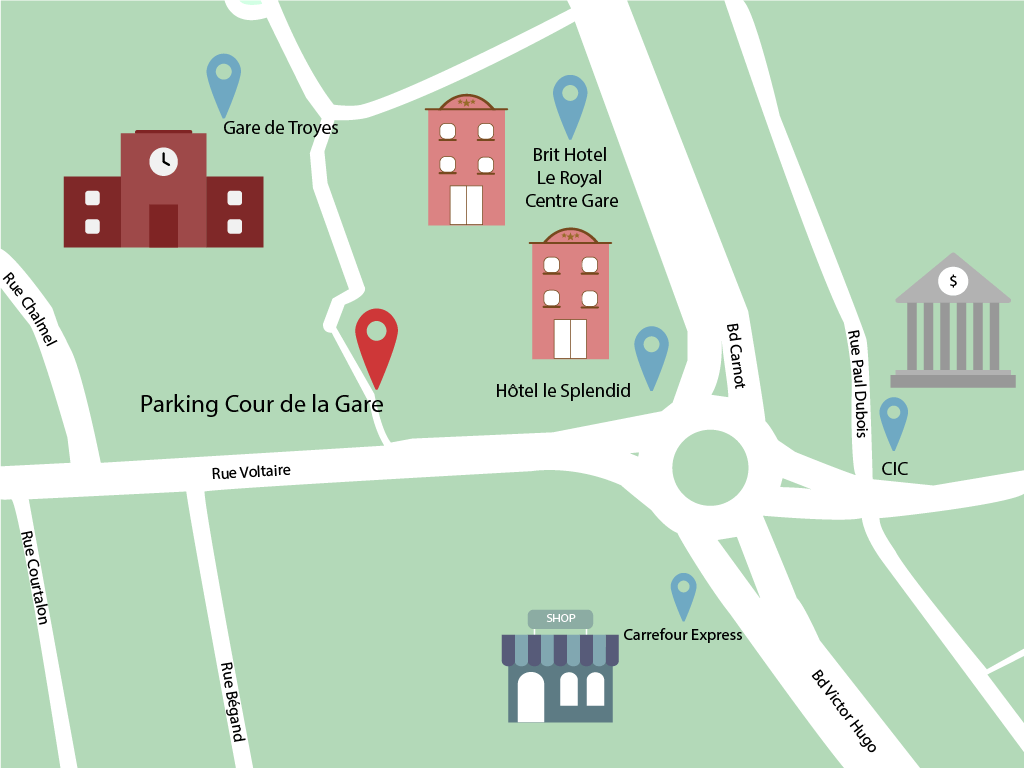 Gare de Troyes
Brit Hotel
Le Royal
Centre Gare
Rue Chalmel
$
Bd Carnot
Rue Paul Dubois
Hôtel le Splendid
Parking Cour de la Gare
CIC
Rue Voltaire
Rue Courtalon
SHOP
Carrefour Express
Rue Bégand
Bd Victor Hugo